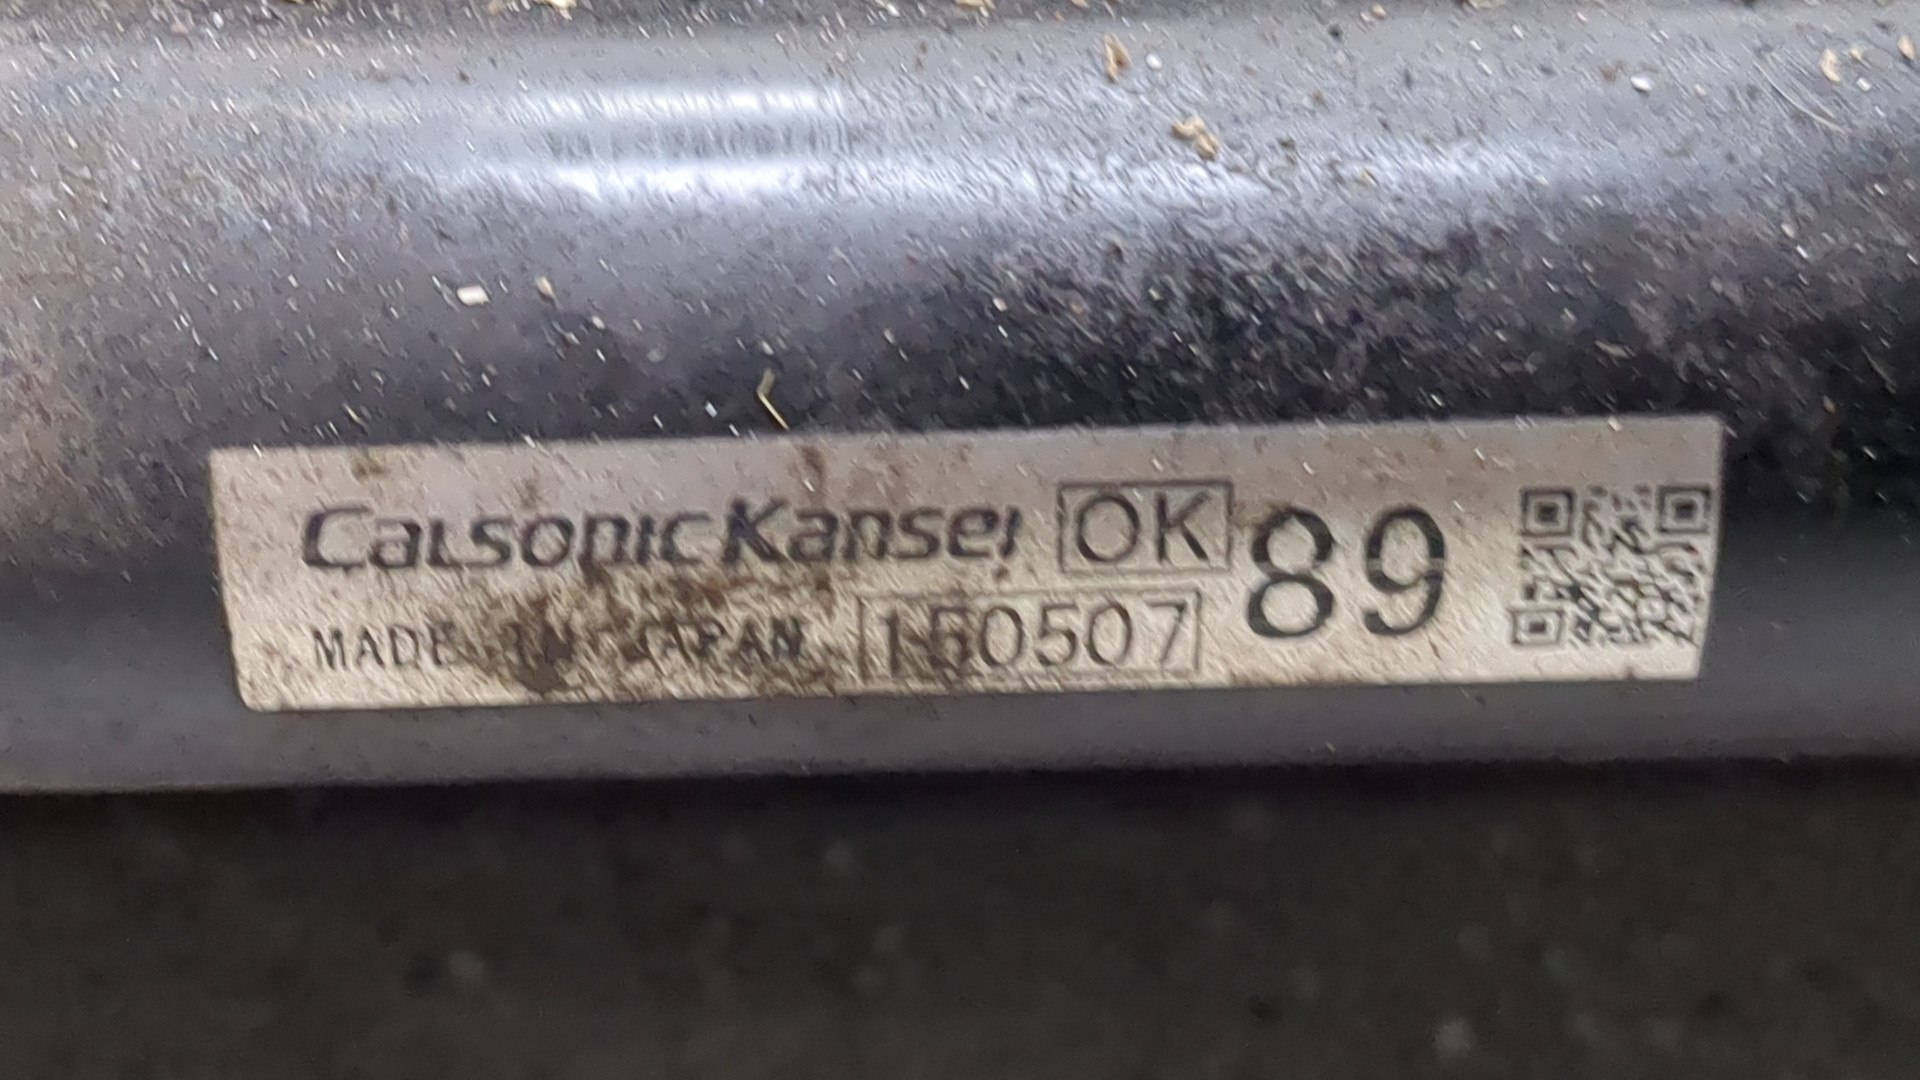 CalsonicKansei OK 89
MADE IN JAPAN 150507